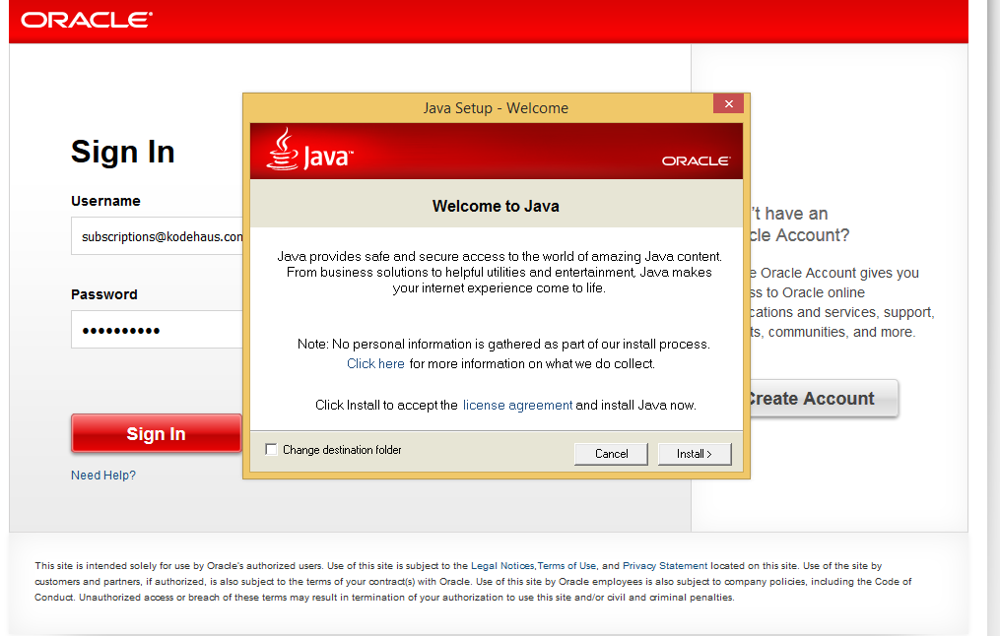 ORACLE
Sign In
Username
subscriptions@kodehaus.com
Password
Sign In
Need Help?
Java Setup - Welcome
Java™
ORACLE
Welcome to Java
Java provides safe and secure access to the world of amazing Java content.
From business solutions to helpful utilities and entertainment, Java makes
your internet experience come to life.
Note: No personal information is gathered as part of our install process.
Click here for more information on what we do collect.
Click Install to accept the license agreement and install Java now.
Change destination folder
Cancel
Install >
't have an
cle Account?
e Oracle Account gives you
ss to Oracle online
cations and services, support,
ts, communities, and more.
Create Account
This site is intended solely for use by Oracle's authorized users. Use of this site is subject to the Legal Notices,Terms of Use, and Privacy Statement located on this site. Use of the site by
customers and partners, if authorized, is also subject to the terms of your contract(s) with Oracle. Use of this site by Oracle employees is also subject to company policies, including the Code of
Conduct. Unauthorized access or breach of these terms may result in termination of your authorization to use this site and/or civil and criminal penalties.